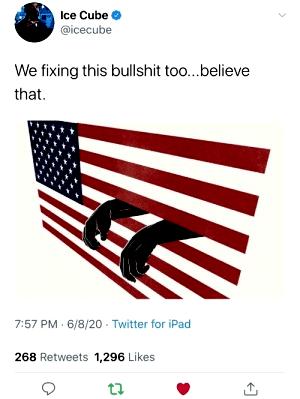 Ice Cube
@icecube
We fixing this bullshit too...believe
that.
7:57 PM · 6/8/20 · Twitter for iPad
268 Retweets 1,296 Likes